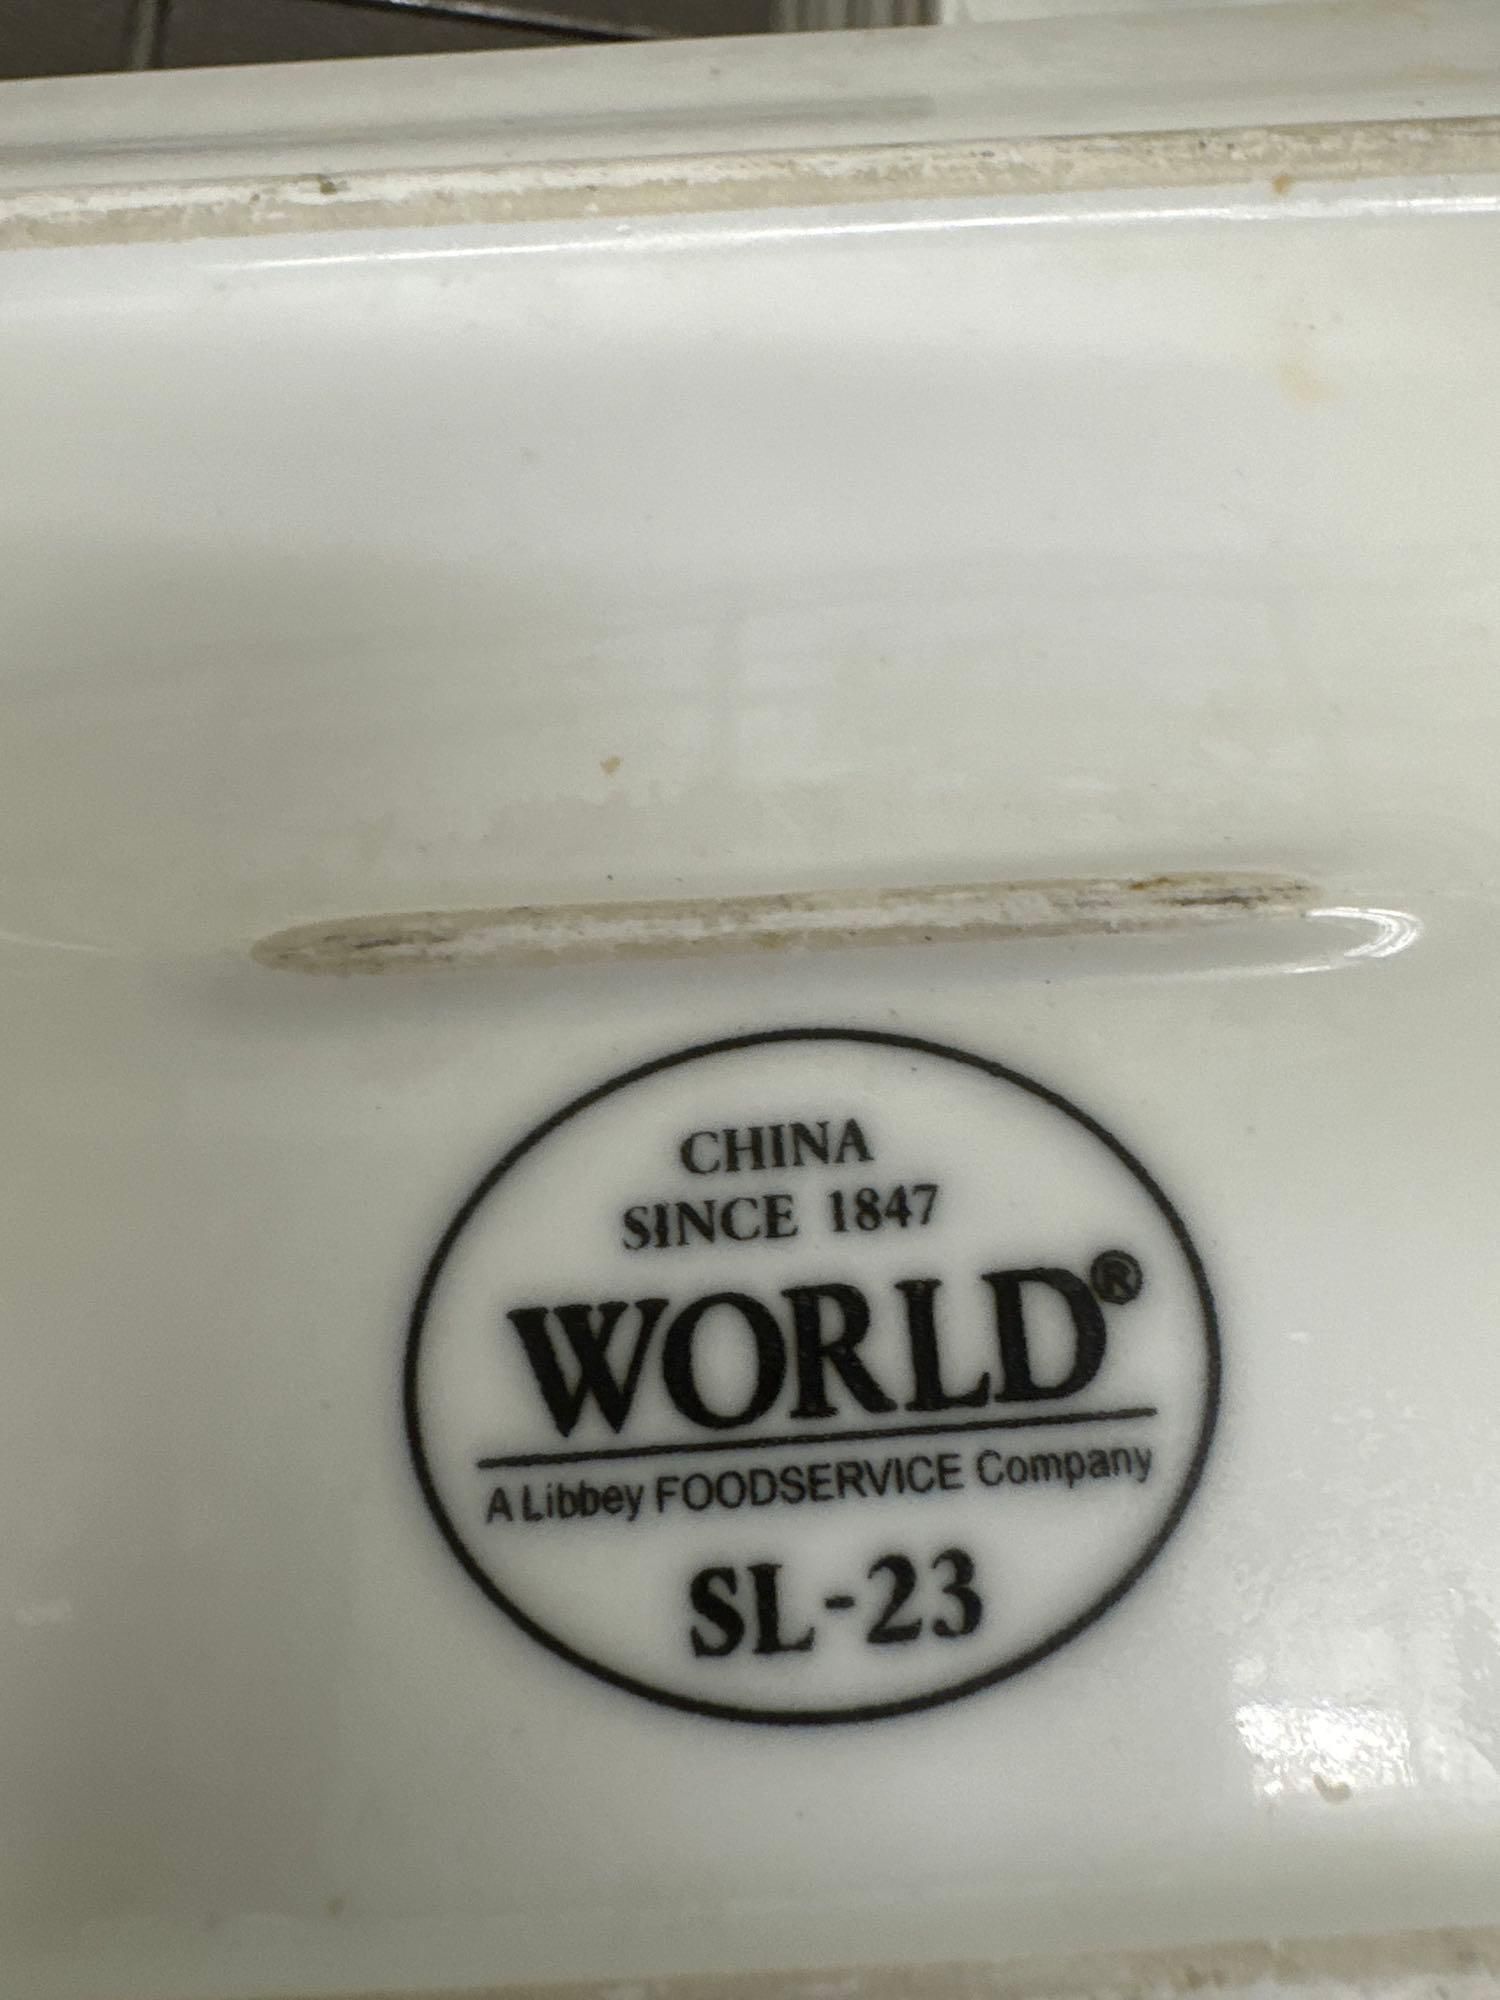 CHINA
SINCE 1847
WORLD®
A Libbey FOODSERVICE Company
SL-23